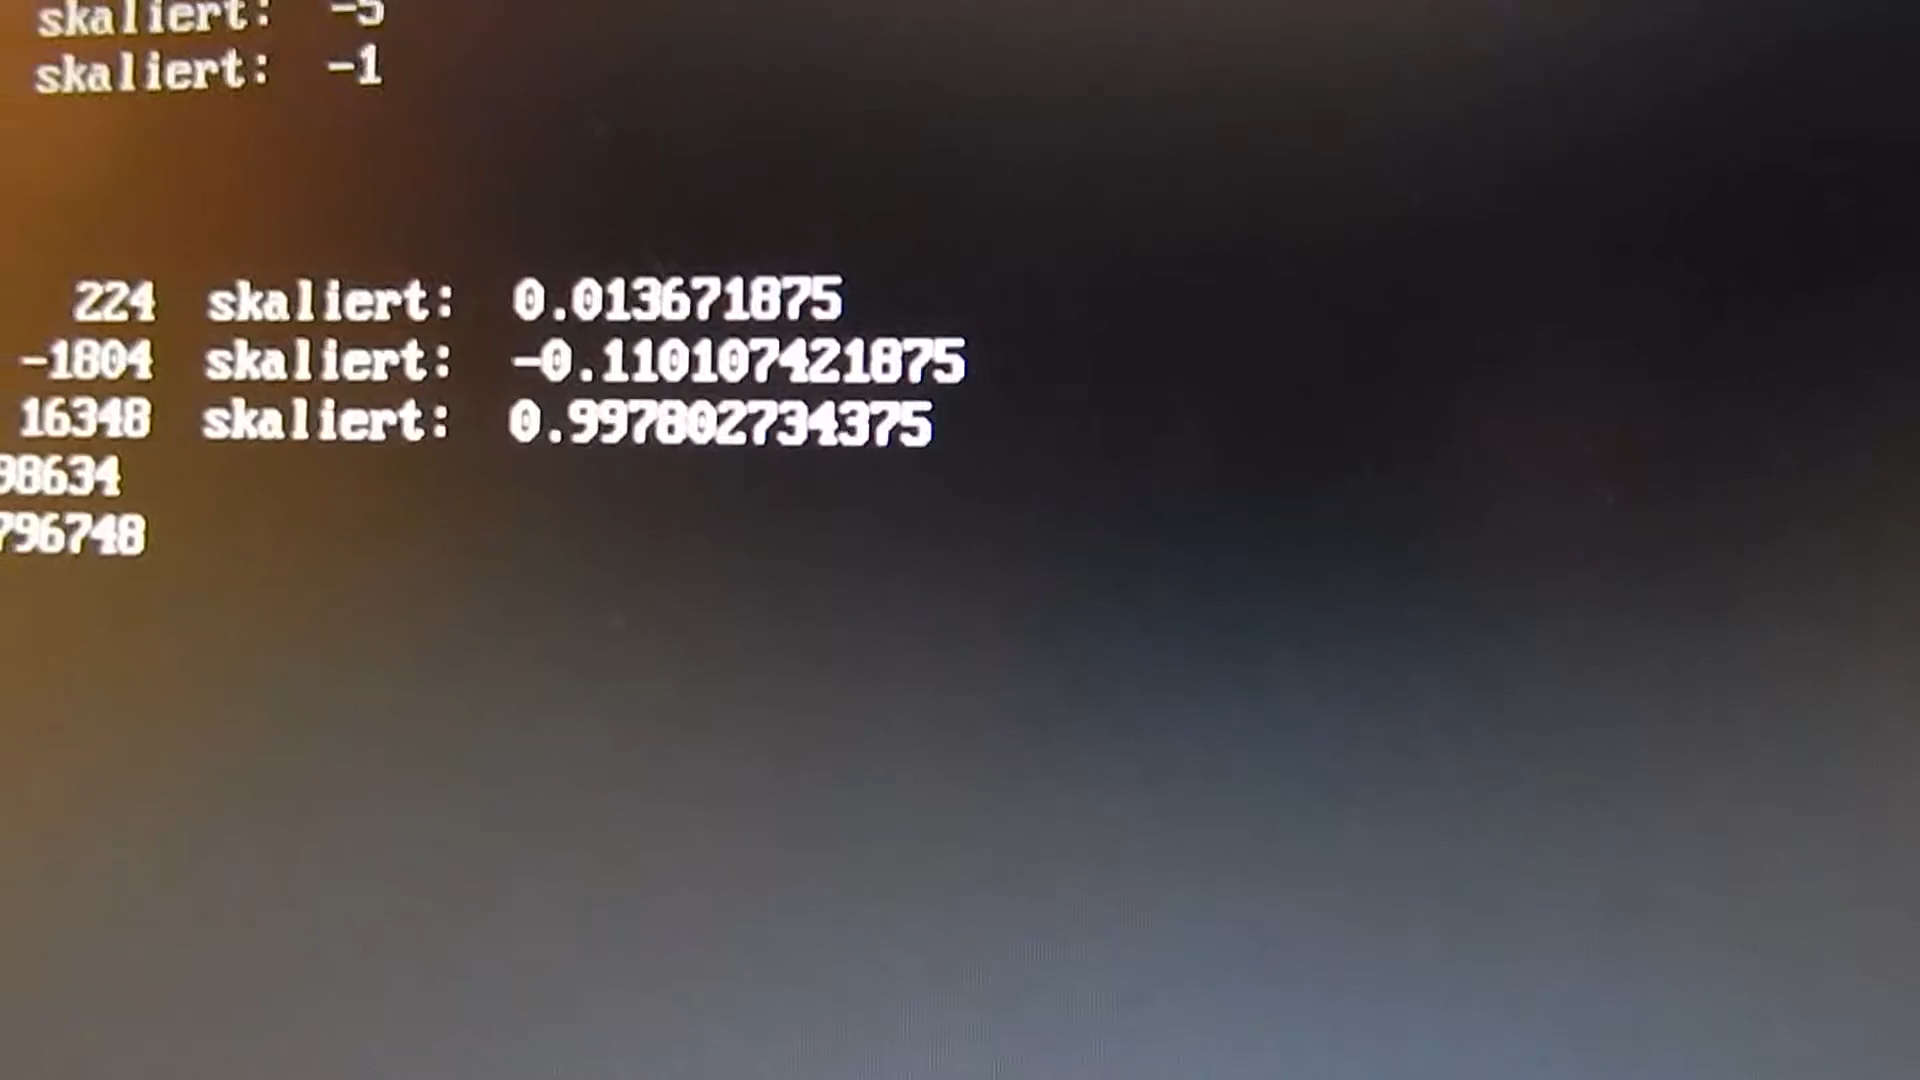 skaliert: -5
skaliert: -1
224 skaliert: 0.013671875
-1804 skaliert: -0.110107421875
16348 skaliert: 0.997802734375
98634
796748